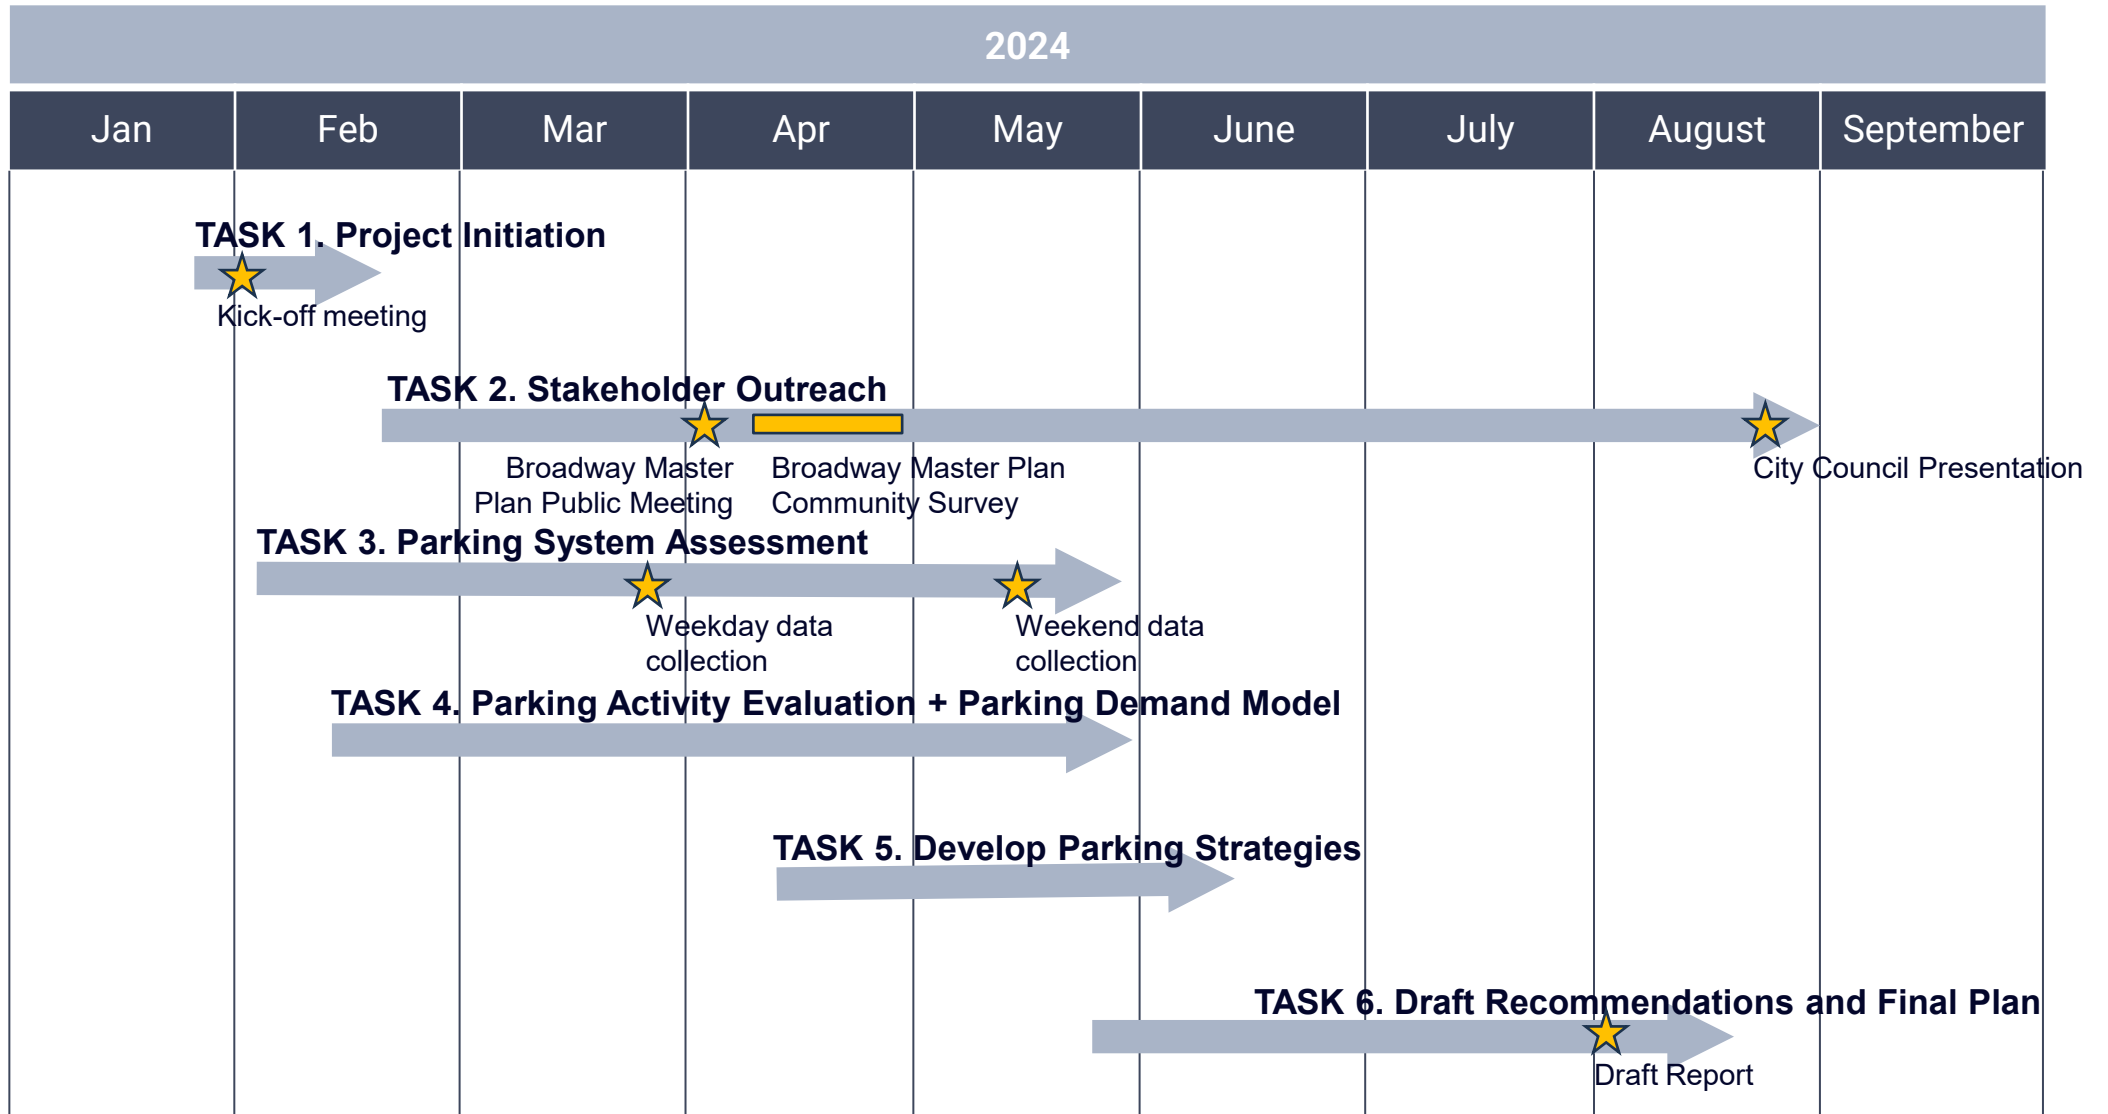 2024
Jan
Feb
Mar
Apr
May
June
July
August
September
TASK 1. Project Initiation
Kick-off meeting
TASK 2. Stakeholder Outreach
Broadway Master
Plan Public Meeting
Broadway Master Plan
Community Survey
City Council Presentation
TASK 3. Parking System Assessment
Weekday data
collection
Weekend data
collection
TASK 4. Parking Activity Evaluation + Parking Demand Model
TASK 5. Develop Parking Strategies
TASK 6. Draft Recommendations and Final Plan
Draft Report